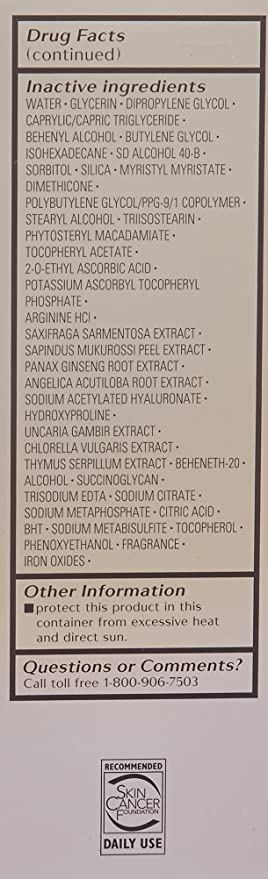 Drug Facts
(continued)
Inactive ingredients
WATER • GLYCERIN • DIPROPYLENE GLYCOL •
CAPRYLIC/CAPRIC TRIGLYCERIDE •
BEHENYL ALCOHOL • BUTYLENE GLYCOL •
ISOHEXADECANE • SD ALCOHOL 40-B •
SORBITOL • SILICA • MYRISTYL MYRISTATE •
DIMETHICONE •
POLYBUTYLENE GLYCOL/PPG-9/1 COPOLYMER •
STEARYL ALCOHOL • TRIISOSTEARIN •
PHYTOSTERYL MACADAMIATE •
TOCOPHERYL ACETATE •
2-O-ETHYL ASCORBIC ACID •
POTASSIUM ASCORBYL TOCOPHERYL
PHOSPHATE •
ARGININE HCl •
SAXIFRAGA SARMENTOSA EXTRACT •
SAPINDUS MUKUROSSI PEEL EXTRACT •
PANAX GINSENG ROOT EXTRACT •
ANGELICA ACUTILOBA ROOT EXTRACT •
SODIUM ACETYLATED HYALURONATE •
HYDROXYPROLINE •
UNCARIA GAMBIR EXTRACT •
CHLORELLA VULGARIS EXTRACT •
THYMUS SERPILLUM EXTRACT • BEHENETH-20 •
ALCOHOL • SUCCINOGLYCAN •
TRISODIUM EDTA • SODIUM CITRATE •
SODIUM METAPHOSPHATE • CITRIC ACID •
BHT • SODIUM METABISULFITE • TOCOPHEROL •
PHENOXYETHANOL • FRAGRANCE •
IRON OXIDES •
Other Information
■ protect this product in this
container from excessive heat
and direct sun.
Questions or Comments?
Call toll free 1-800-906-7503
RECOMMENDED
SKIN
CANCER
FOUNDATION
DAILY USE